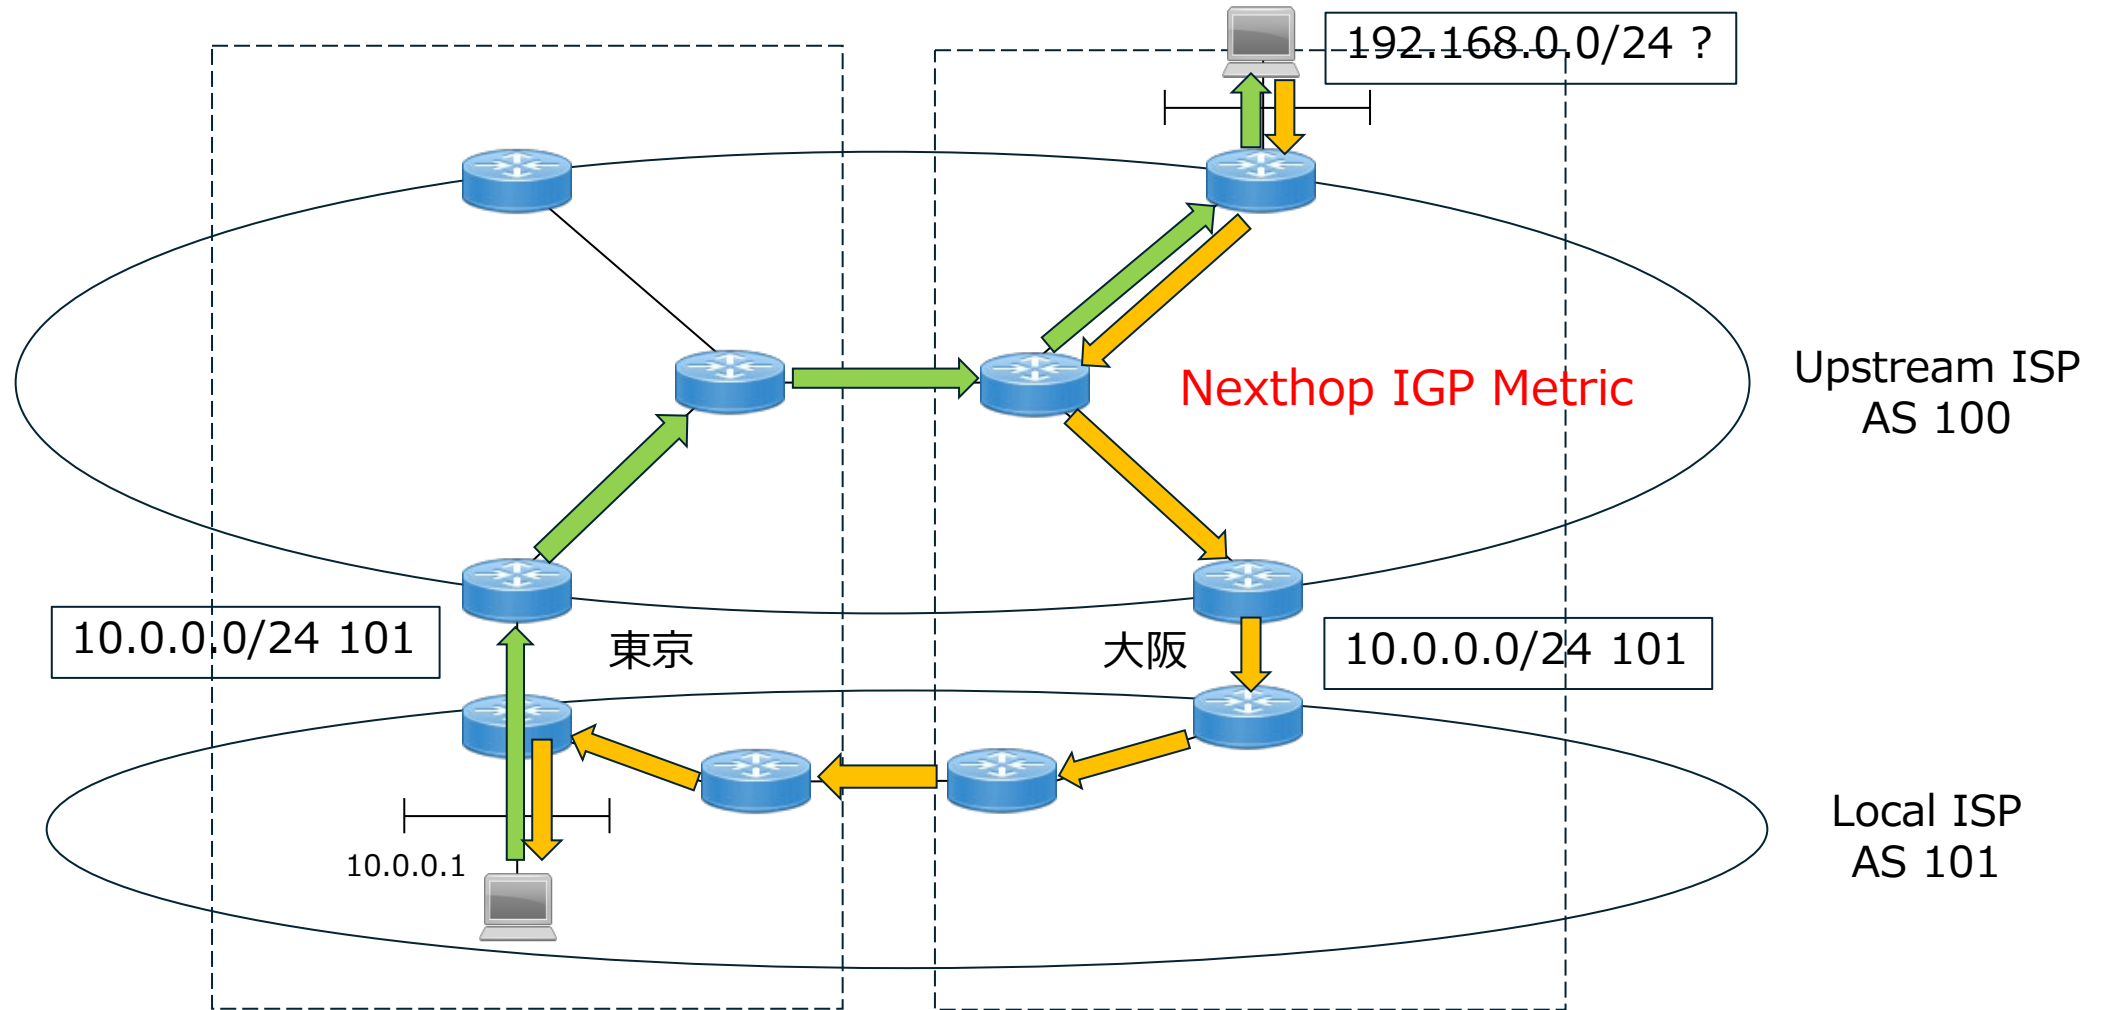 192.168.0.0/24 ?
Nexthop IGP Metric
Upstream ISP
AS 100
10.0.0.0/24 101
東京
大阪
10.0.0.0/24 101
10.0.0.1
Local ISP
AS 101